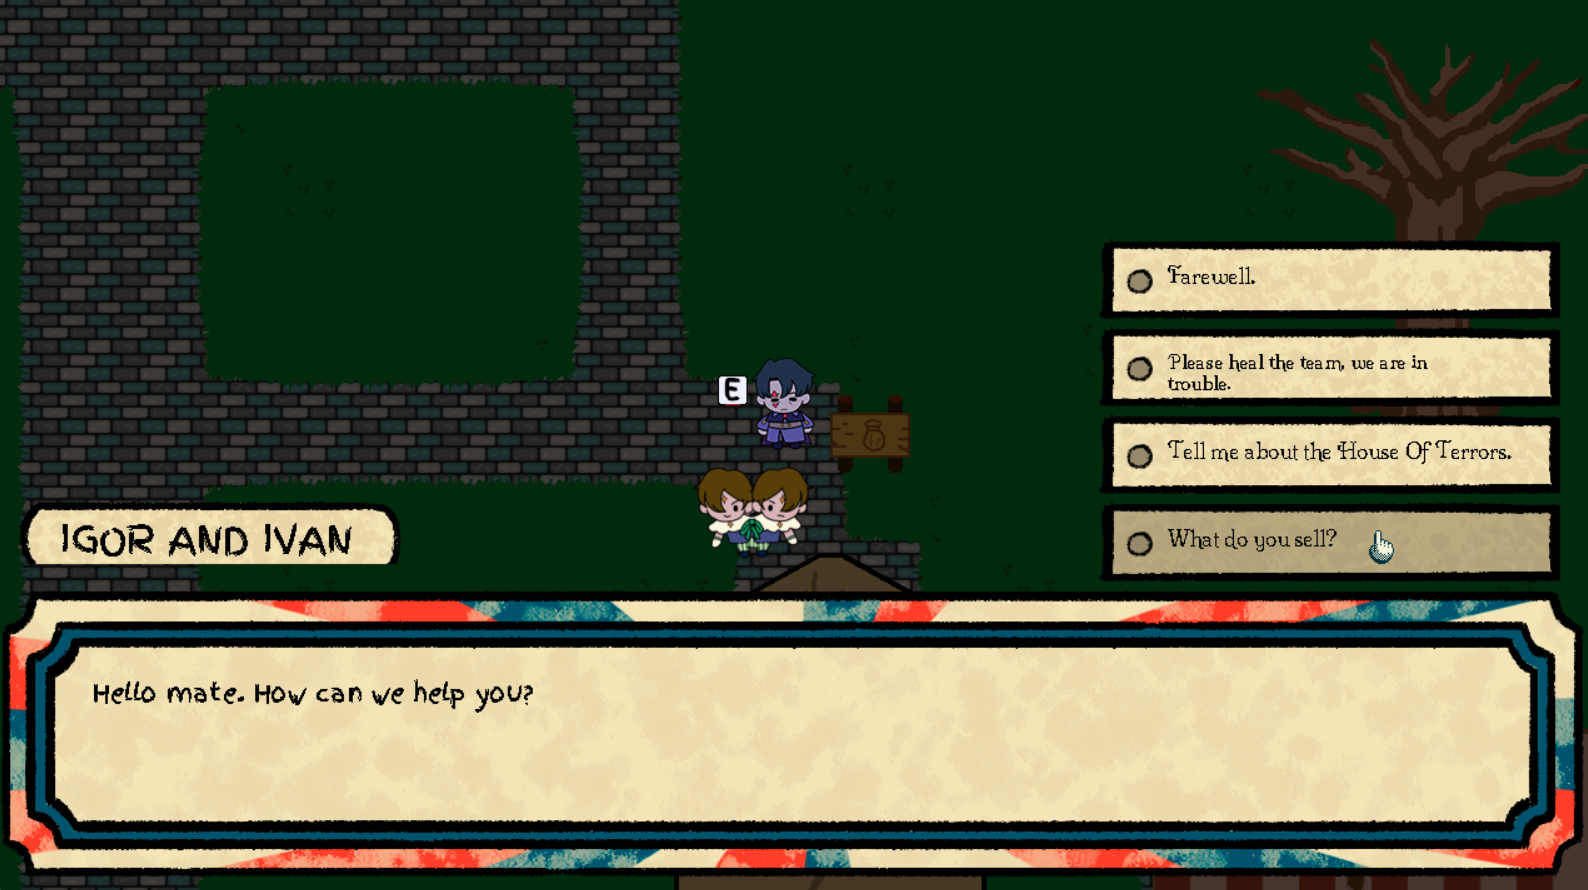 Farewell.
Please heal the team, we are in
trouble.
E
Tell me about the House Of Terrors.
What do you sell?
IGOR AND IVAN
Hello mate. How can we help you?